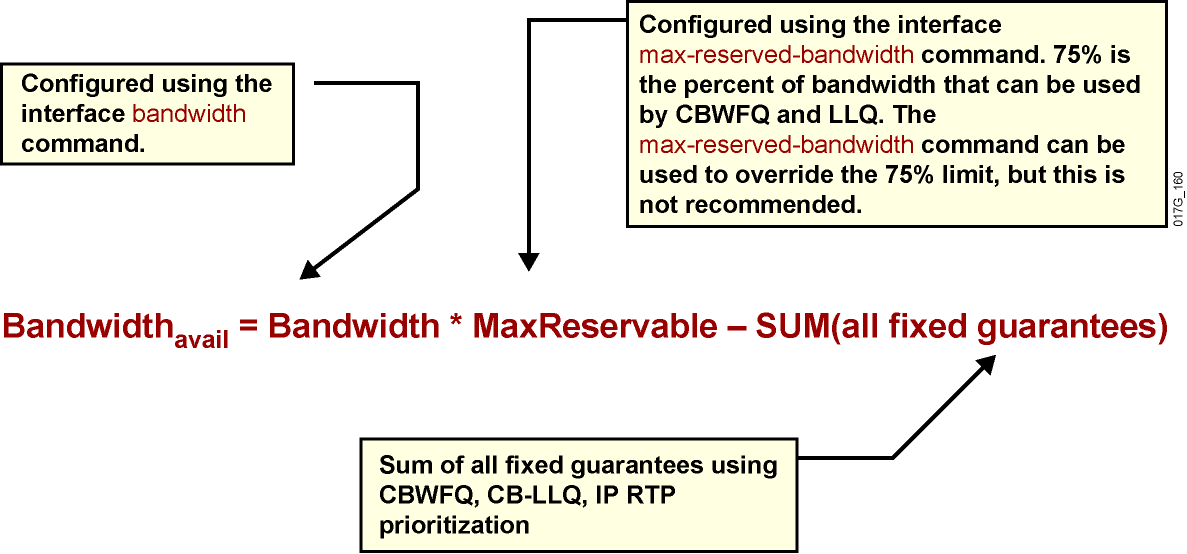 Configured using the
interface bandwidth
command.
Configured using the interface
max-reserved-bandwidth command. 75% is
the percent of bandwidth that can be used
by CBWFQ and LLQ. The
max-reserved-bandwidth command can be
used to override the 75% limit, but this is
not recommended.
017G_160
Bandwidthavail = Bandwidth * MaxReservable – SUM(all fixed guarantees)
Sum of all fixed guarantees using
CBWFQ, CB-LLQ, IP RTP
prioritization